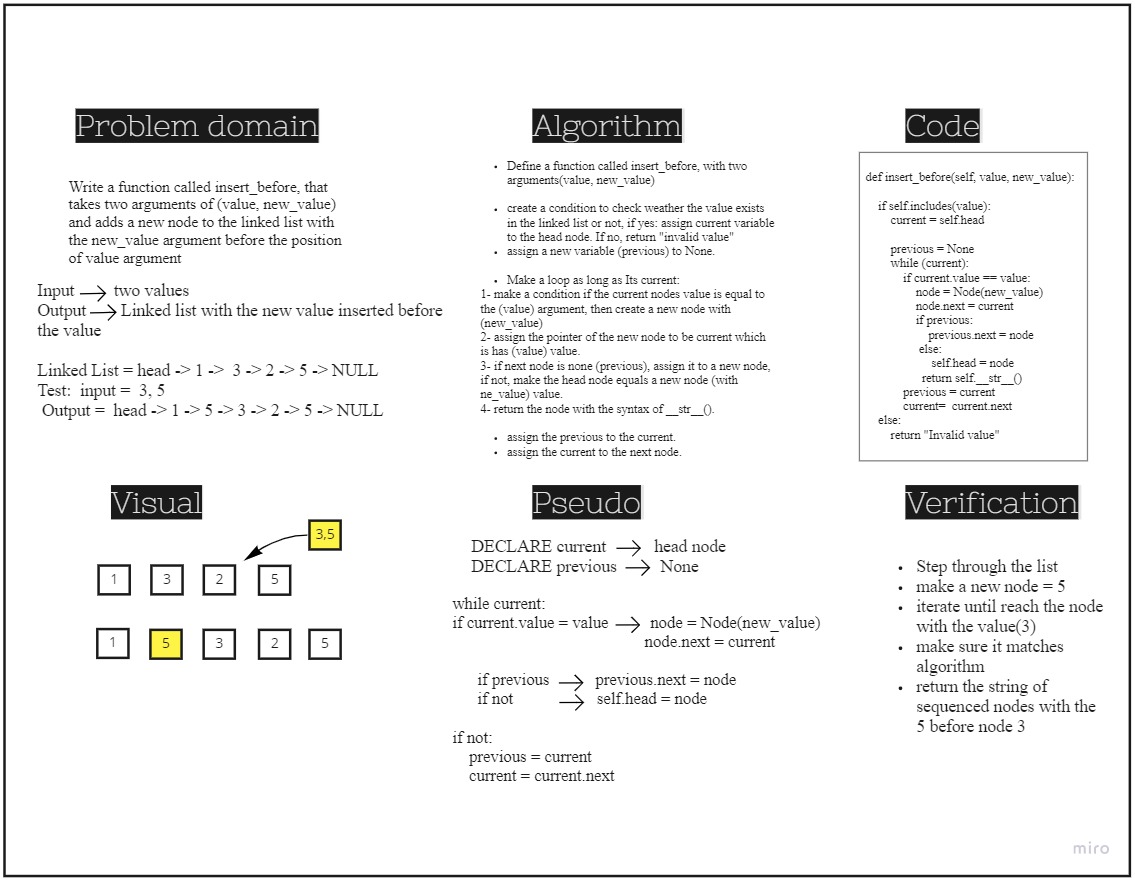 Problem domain
Write a function called insert_before, that
takes two arguments of (value, new_value)
and adds a new node to the linked list with
the new_value argument before the position
of value argument
Input → two values
Output → Linked list with the new value inserted before
the value
Linked List = head -> 1 -> 3 -> 2 -> 5 -> NULL
Test: input = 3, 5
Output = head -> 1 -> 5 -> 3 -> 2 -> 5 -> NULL
Algorithm
• Define a function called insert_before, with two
arguments(value, new_value)
• create a condition to check weather the value exists
in the linked list or not, if yes: assign current variable
to the head node. If no, return "invalid value"
• assign a new variable (previous) to None.
• Make a loop as long as Its current:
1- make a condition if the current nodes value is equal to
the (value) argument, then create a new node with
(new_value)
2- assign the pointer of the new node to be current which
is has (value) value.
3- if next node is none (previous), assign it to a new node,
if not, make the head node equals a new node (with
ne_value) value.
4- return the node with the syntax of __str__().
• assign the previous to the current.
• assign the current to the next node.
Code
def insert_before(self, value, new_value):
if self.includes(value):
current = self.head
previous = None
while (current):
if current.value == value:
node = Node(new_value)
node.next = current
if previous:
previous.next = node
else:
self.head = node
return self.__str__()
previous = current
current= current.next
else:
return "Invalid value"
Visual
3,5
1 3 2 5
1 5 3 2 5
Pseudo
DECLARE current → head node
DECLARE previous → None
while current:
if current.value = value → node = Node(new_value)
node.next = current
if previous → previous.next = node
if not → self.head = node
if not:
previous = current
current = current.next
Verification
• Step through the list
• make a new node = 5
• iterate until reach the node
with the value(3)
• make sure it matches
algorithm
• return the string of
sequenced nodes with the
5 before node 3
miro